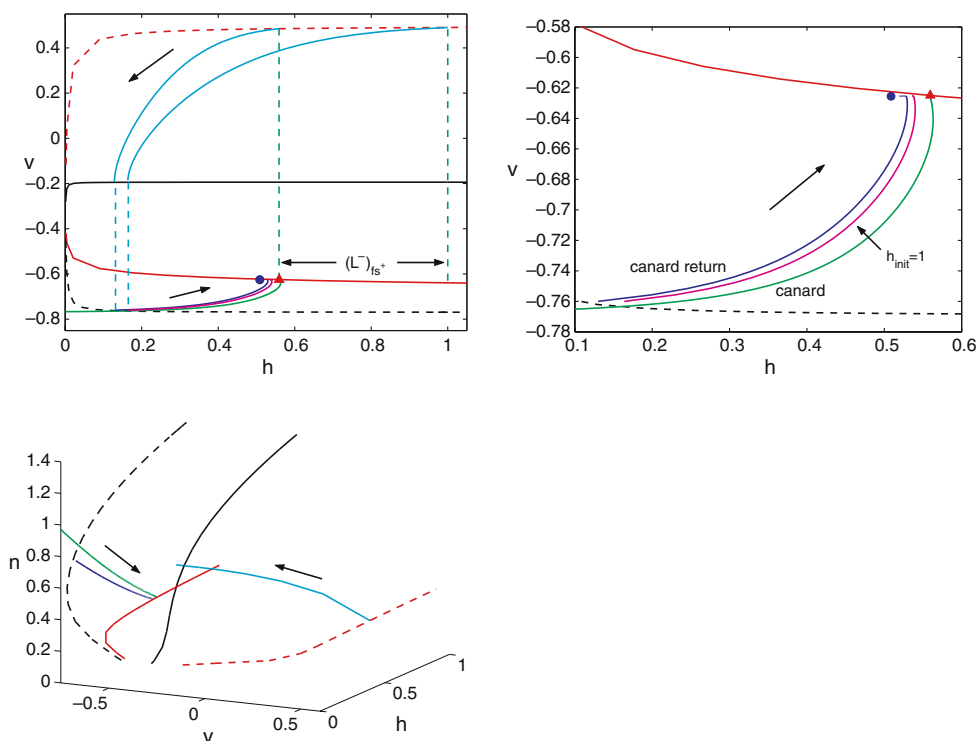 0.4
0.2
0
v
−0.2
−0.4
−0.6
−0.8
(L⁻)fs⁺
0 0.2 0.4 0.6 0.8 1
h
−0.58
−0.6
−0.62
−0.64
−0.66
v
−0.68
−0.7
−0.72
−0.74
−0.76
−0.78
canard return
canard
h_init=1
0.1 0.2 0.3 0.4 0.5 0.6
h
1.4
1.2
1
0.8
n
0.6
0.4
0.2
0
−0.5 0 0.5
v
0 0.5 1
h